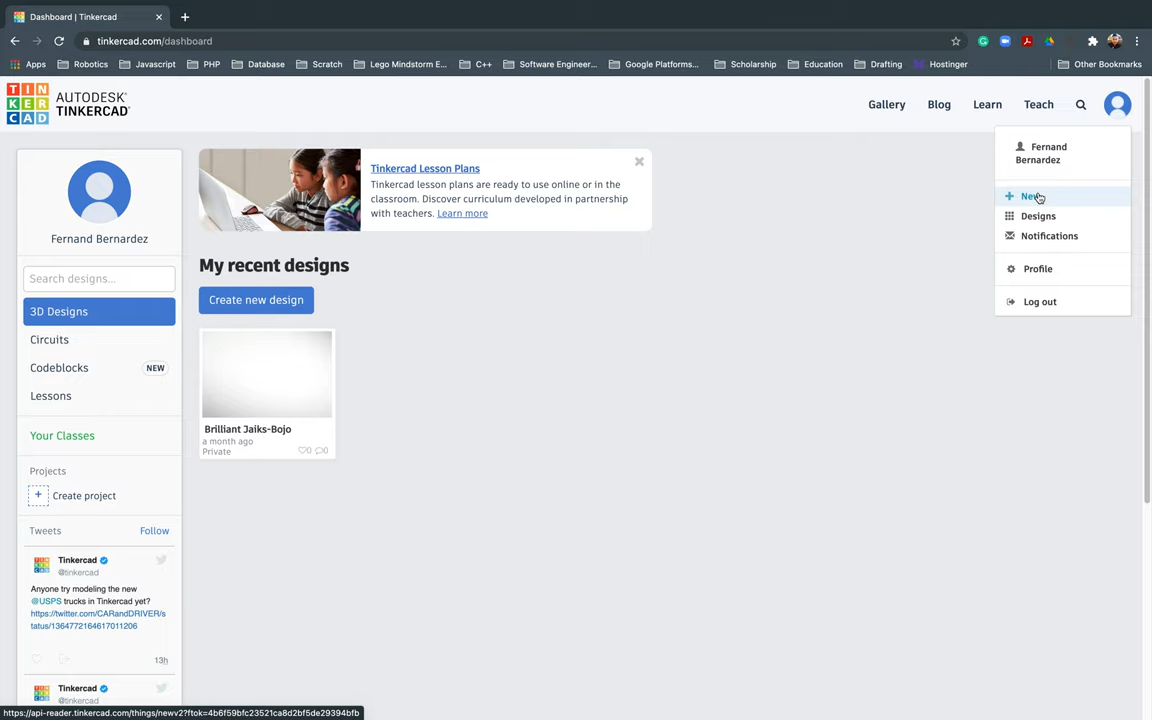 Dashboard | Tinkercad
tinkercad.com/dashboard
Apps
Robotics
Javascript
PHP
Database
Scratch
Lego Mindstorm E...
C++
Software Engineer...
Google Platforms...
Scholarship
Education
Drafting
Hostinger
Other Bookmarks
TIN
KER
CAD
AUTODESK®
TINKERCAD®
Gallery
Blog
Learn
Teach
Fernand
Bernardez
New
Designs
Notifications
Profile
Log out
Fernand Bernardez
Search designs...
3D Designs
Circuits
Codeblocks NEW
Lessons
Your Classes
Projects
+ Create project
Tweets Follow
Tinkercad
@tinkercad
Anyone try modeling the new
@USPS trucks in Tinkercad yet?
https://twitter.com/CARandDRIVER/s
tatus/1364772164617011206
13h
Tinkercad
@tinkercad
Tinkercad Lesson Plans
Tinkercad lesson plans are ready to use online or in the
classroom. Discover curriculum developed in partnership
with teachers. Learn more
My recent designs
Create new design
Brilliant Jaiks-Bojo
a month ago
Private
0 0
https://api-reader.tinkercad.com/things/newv2?ftok=4b6f59bfc23521ca8d2bf5de29394bfb